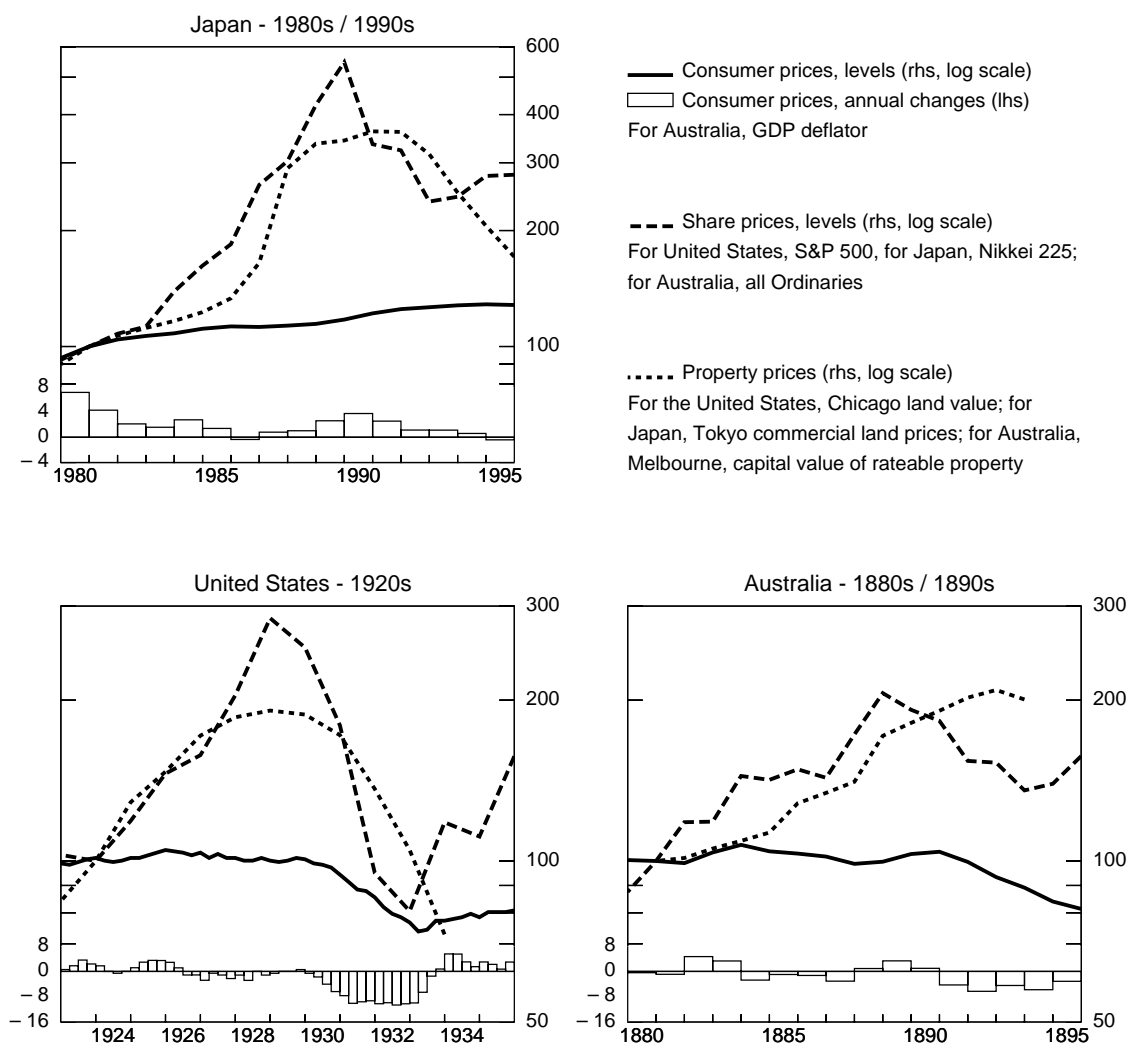 Japan - 1980s / 1990s
600
400
300
200
100
8
4
0
– 4
1980 1985 1990 1995
Consumer prices, levels (rhs, log scale)
Consumer prices, annual changes (lhs)
For Australia, GDP deflator
Share prices, levels (rhs, log scale)
For United States, S&P 500, for Japan, Nikkei 225;
for Australia, all Ordinaries
Property prices (rhs, log scale)
For the United States, Chicago land value; for
Japan, Tokyo commercial land prices; for Australia,
Melbourne, capital value of rateable property
United States - 1920s
300
200
100
50
8
0
– 8
– 16
1924 1926 1928 1930 1932 1934
Australia - 1880s / 1890s
300
200
100
50
8
0
– 8
– 16
1880 1885 1890 1895